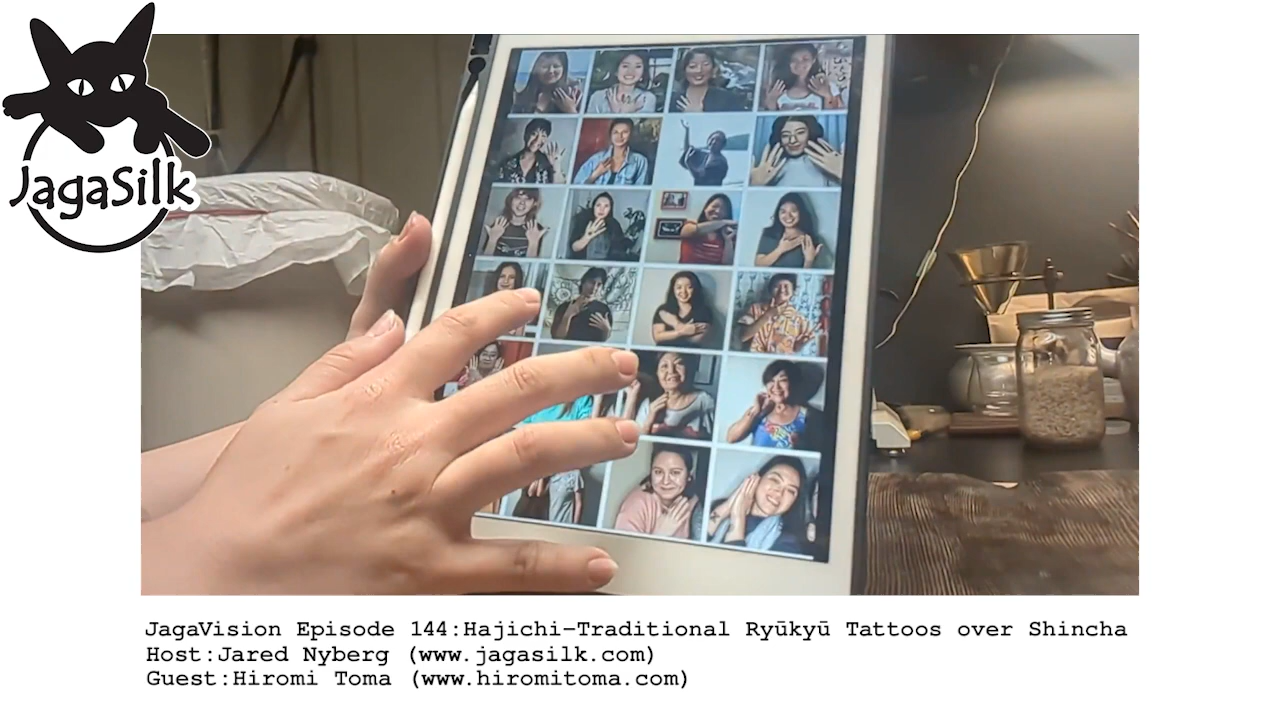 JagaSilk
JagaVision Episode 144:Hajichi-Traditional Ryūkyū Tattoos over Shincha
Host:Jared Nyberg (www.jagasilk.com)
Guest:Hiromi Toma (www.hiromitoma.com)